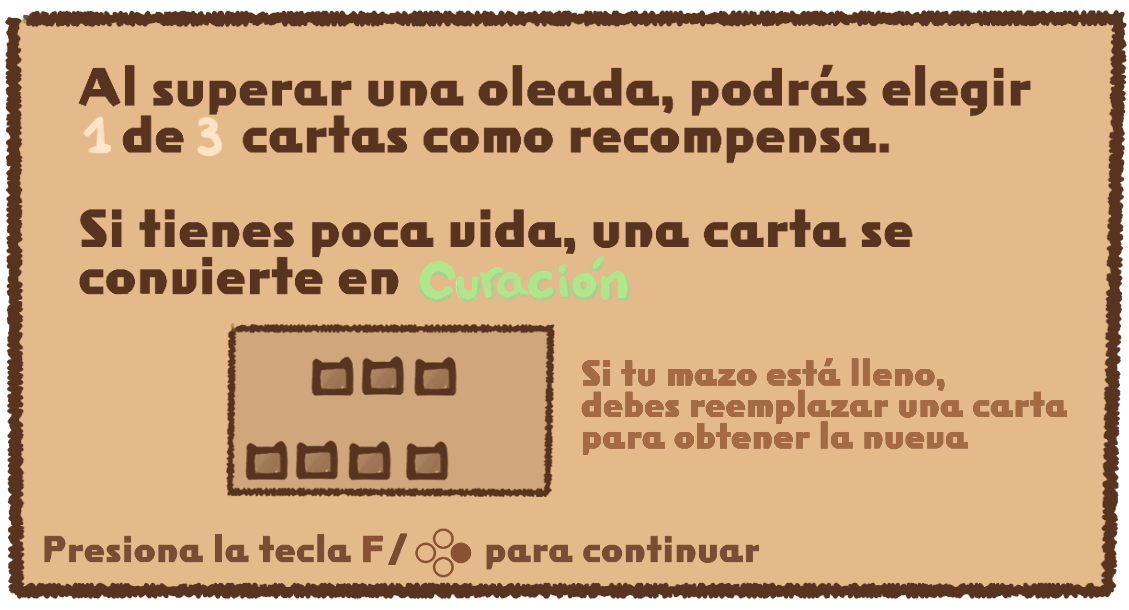 Al superar una oleada, podrás elegir
1 de 3 cartas como recompensa.
Si tienes poca vida, una carta se
convierte en Curación
Si tu mazo está lleno,
debes reemplazar una carta
para obtener la nueva
Presiona la tecla F/ para continuar